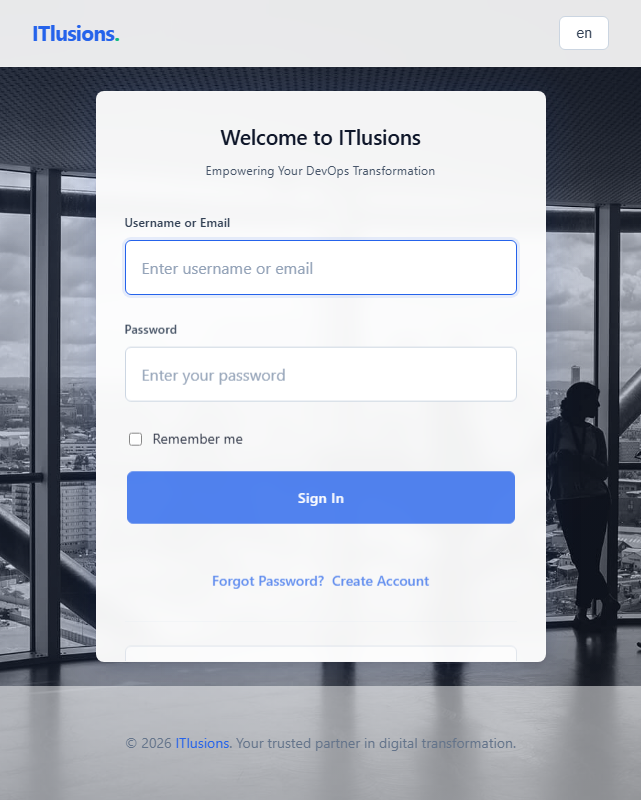 ITlusions.
en
Welcome to ITlusions
Empowering Your DevOps Transformation
Username or Email
Enter username or email
Password
Enter your password
Remember me
Sign In
Forgot Password? Create Account
© 2026 ITlusions. Your trusted partner in digital transformation.